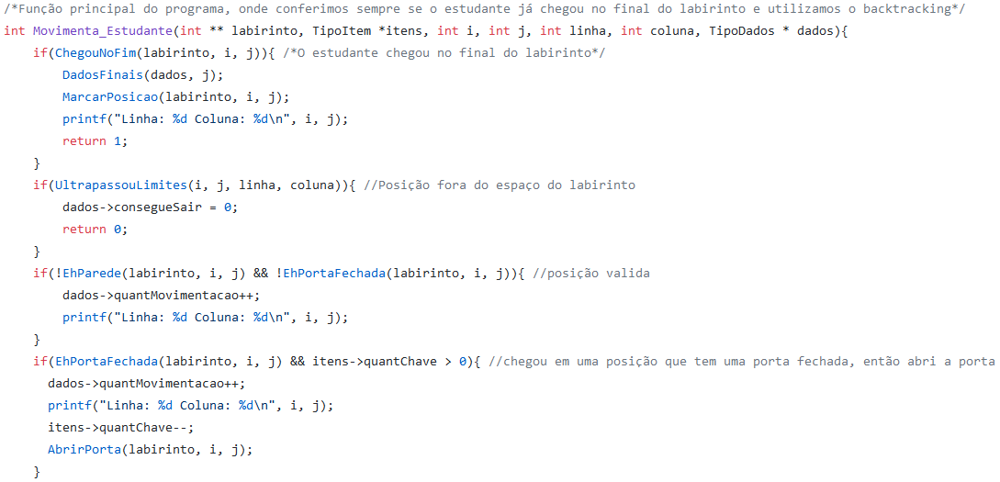 /*Função principal do programa, onde conferimos sempre se o estudante já chegou no final do labirinto e utilizamos o backtracking*/
int Movimenta_Estudante(int ** labirinto, TipoItem *itens, int i, int j, int linha, int coluna, TipoDados * dados){
    if(ChegouNoFim(labirinto, i, j)){ /*O estudante chegou no final do labirinto*/
        DadosFinais(dados, j);
        MarcarPosicao(labirinto, i, j);
        printf("Linha: %d Coluna: %d\n", i, j);
        return 1;
    }
    if(UltrapassouLimites(i, j, linha, coluna)){ //Posição fora do espaço do labirinto
        dados->consegueSair = 0;
        return 0;
    }
    if(!EhParede(labirinto, i, j) && !EhPortaFechada(labirinto, i, j)){ //posição valida
        dados->quantMovimentacao++;
        printf("Linha: %d Coluna: %d\n", i, j);
    }
    if(EhPortaFechada(labirinto, i, j) && itens->quantChave > 0){ //chegou em uma posição que tem uma porta fechada, então abri a porta
      dados->quantMovimentacao++;
      printf("Linha: %d Coluna: %d\n", i, j);
      itens->quantChave--;
      AbrirPorta(labirinto, i, j);
    }